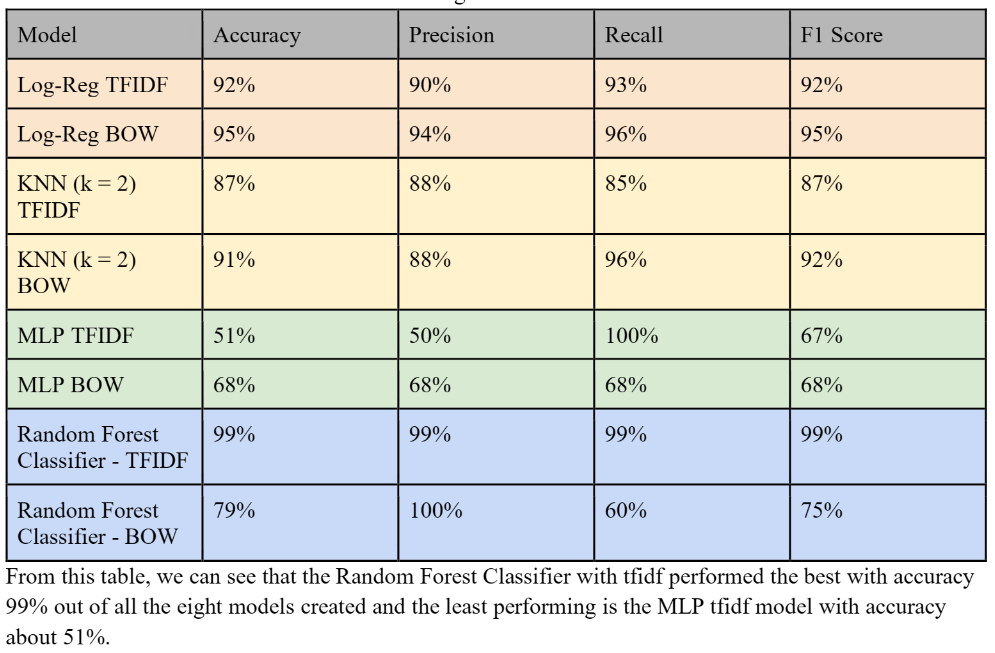 Model Accuracy Precision Recall F1 Score
Log-Reg TFIDF 92% 90% 93% 92%
Log-Reg BOW 95% 94% 96% 95%
KNN (k = 2) 87% 88% 85% 87%
TFIDF
KNN (k = 2) 91% 88% 96% 92%
BOW
MLP TFIDF 51% 50% 100% 67%
MLP BOW 68% 68% 68% 68%
Random Forest 99% 99% 99% 99%
Classifier - TFIDF
Random Forest 79% 100% 60% 75%
Classifier - BOW
From this table, we can see that the Random Forest Classifier with tfidf performed the best with accuracy
99% out of all the eight models created and the least performing is the MLP tfidf model with accuracy
about 51%.